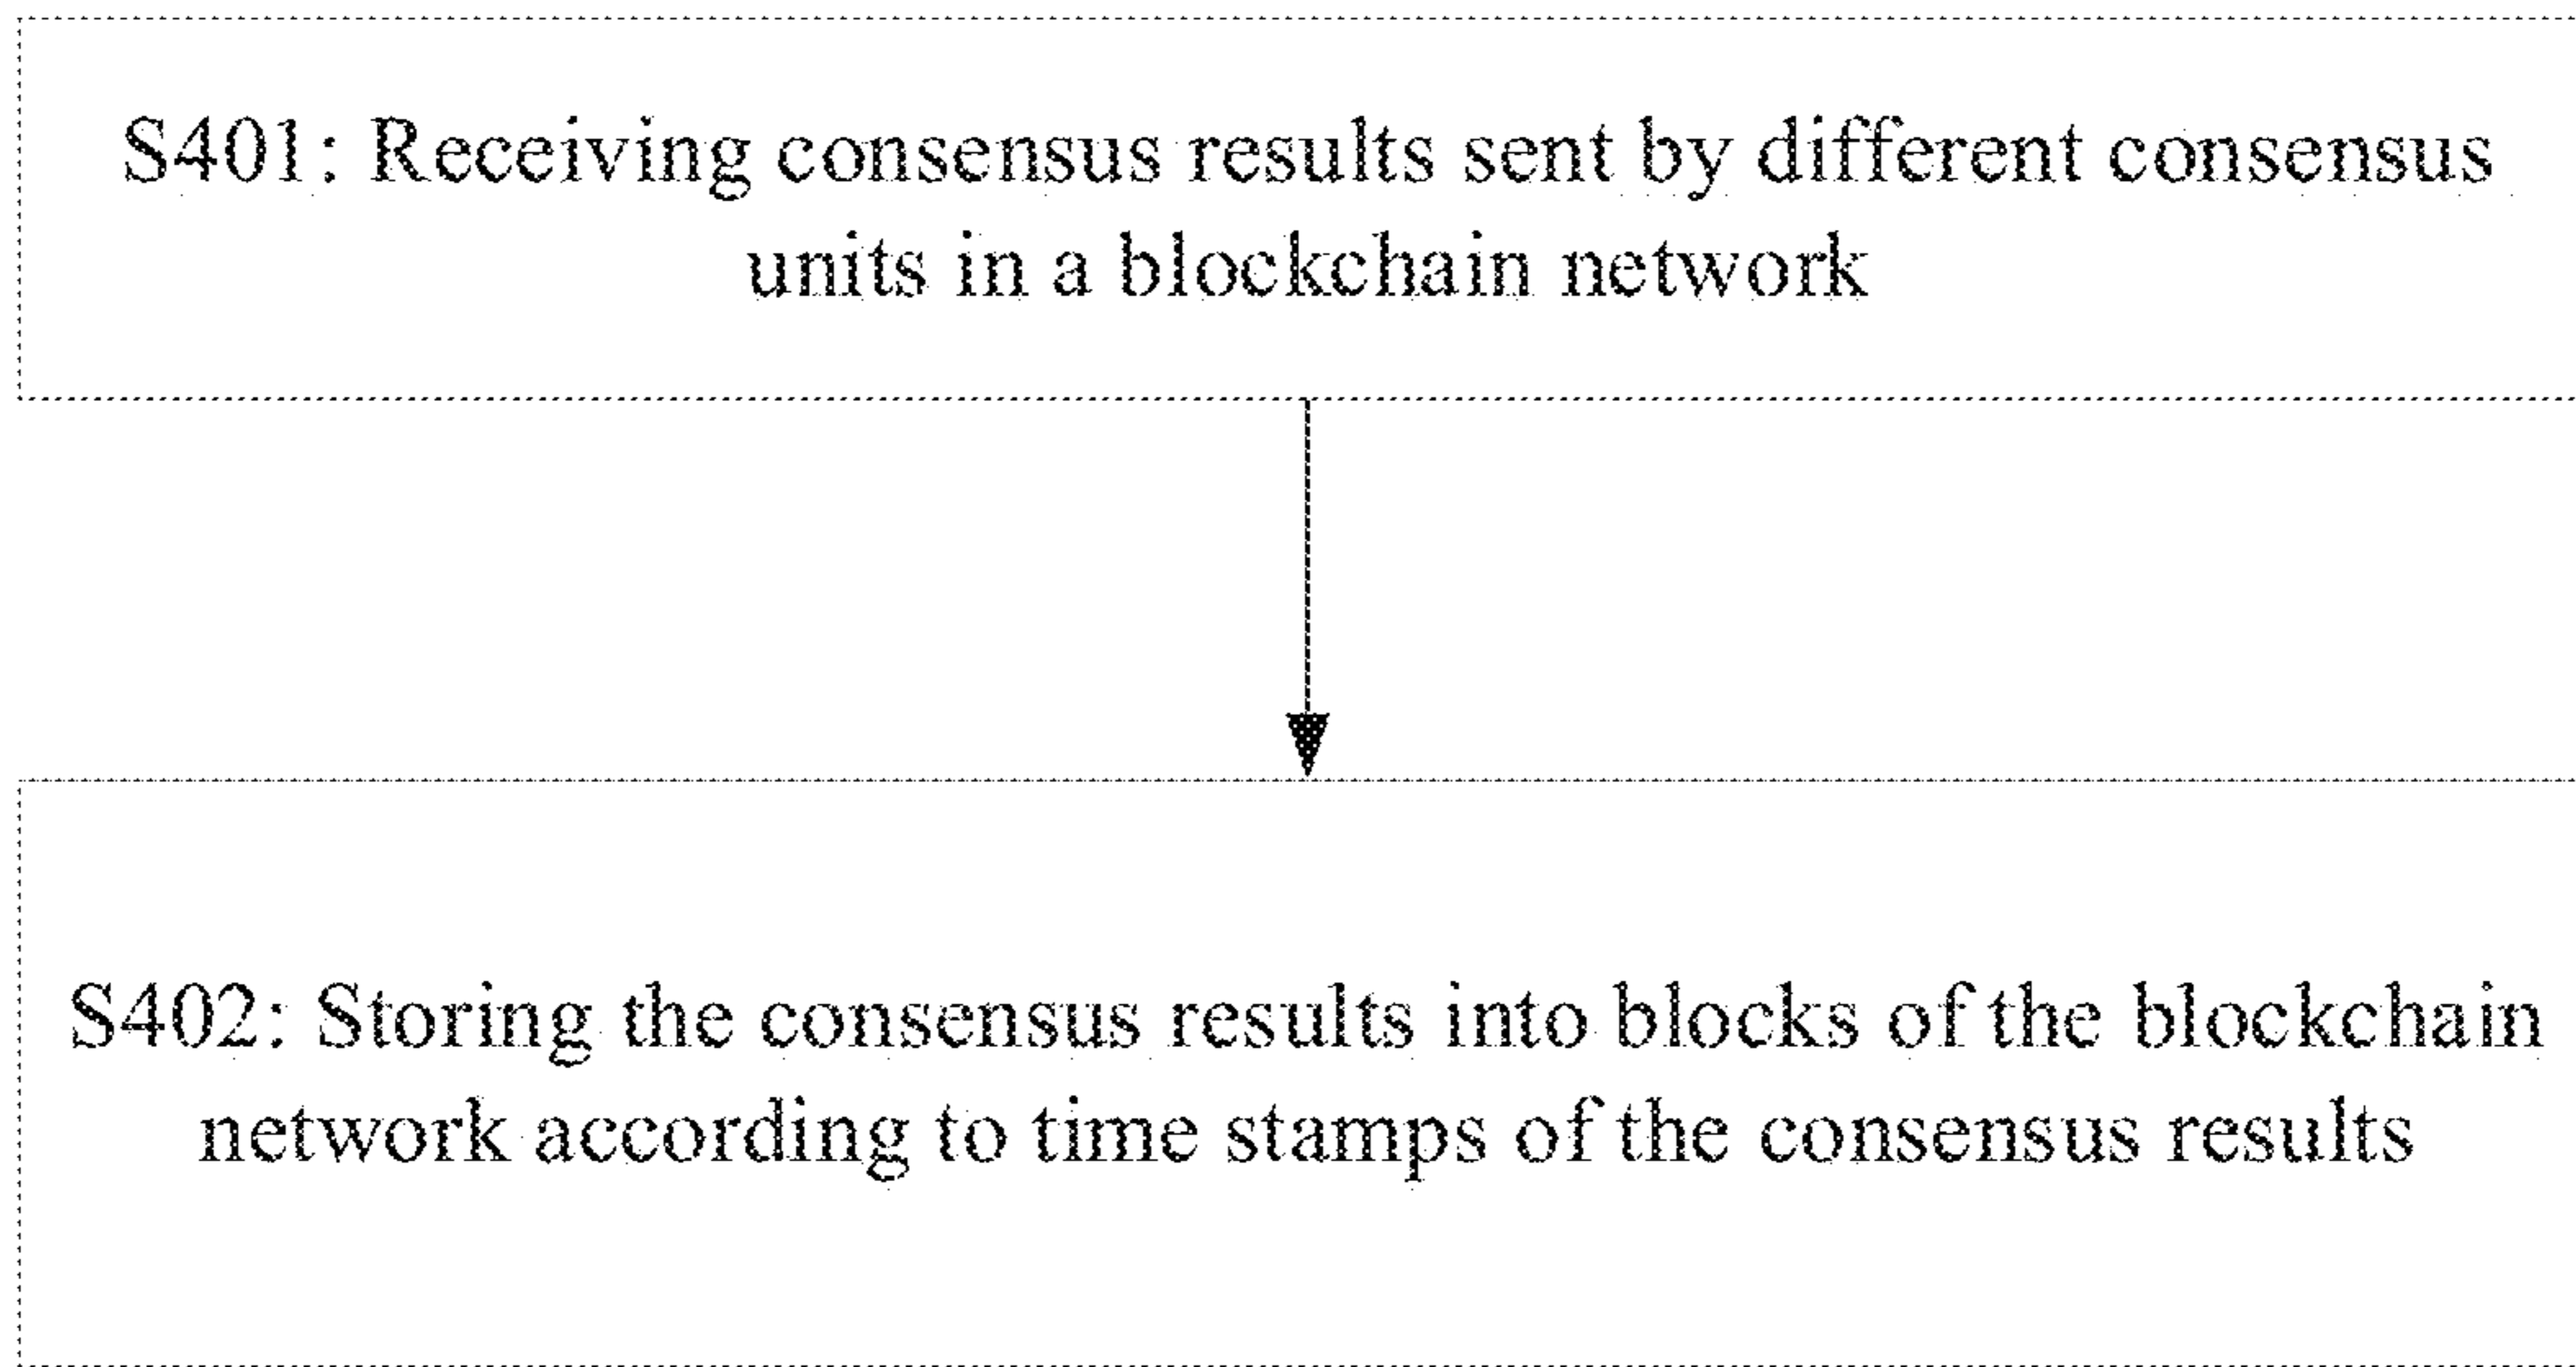 S401: Receiving consensus results sent by different consensus
units in a blockchain network
S402: Storing the consensus results into blocks of the blockchain
network according to time stamps of the consensus results